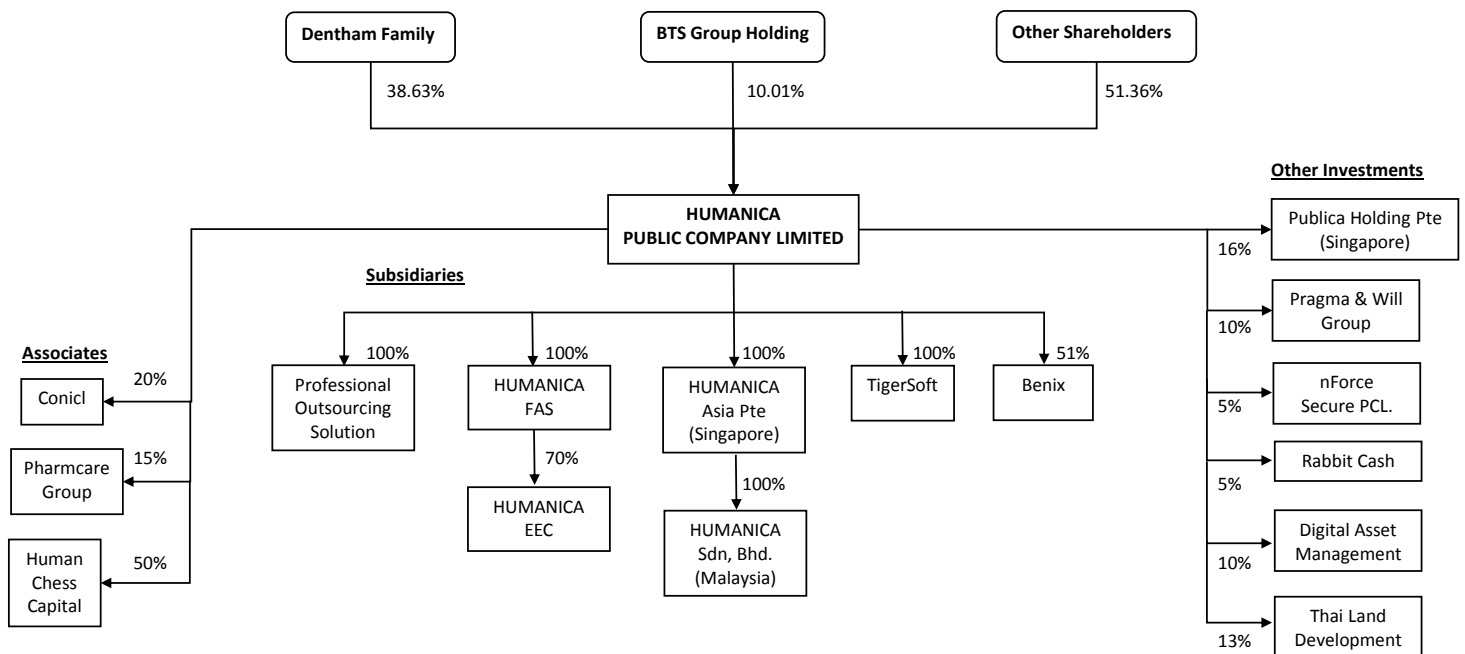 Dentham Family
BTS Group Holding
Other Shareholders
38.63%
10.01%
51.36%
HUMANICA
PUBLIC COMPANY LIMITED
Associates
20%
Conicl
15%
Pharmcare
Group
50%
Human
Chess
Capital
Subsidiaries
100%
Professional
Outsourcing
Solution
100%
HUMANICA
FAS
70%
HUMANICA
EEC
100%
HUMANICA
Asia Pte
(Singapore)
100%
HUMANICA
Sdn, Bhd.
(Malaysia)
100%
TigerSoft
51%
Benix
Other Investments
Publica Holding Pte
(Singapore)
16%
Pragma & Will
Group
10%
nForce
Secure PCL.
5%
Rabbit Cash
5%
Digital Asset
Management
10%
Thai Land
Development
13%